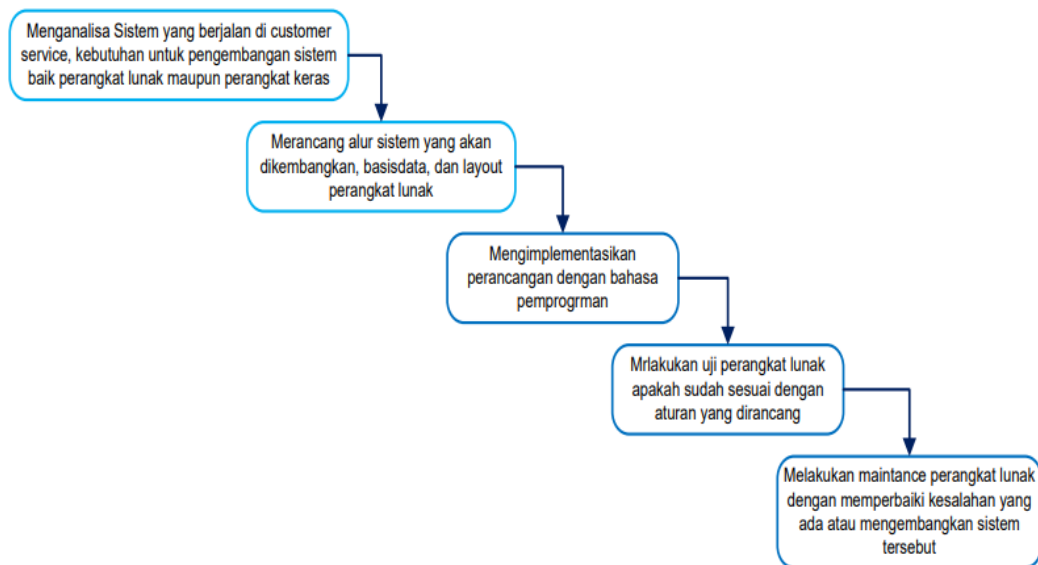 Menganalisa Sistem yang berjalan di customer
service, kebutuhan untuk pengembangan sistem
baik perangkat lunak maupun perangkat keras
Merancang alur sistem yang akan
dikembangkan, basisdata, dan layout
perangkat lunak
Mengimplementasikan
perancangan dengan bahasa
pemprogrman
Mrlakukan uji perangkat lunak
apakah sudah sesuai dengan
aturan yang dirancang
Melakukan maintance perangkat lunak
dengan memperbaiki kesalahan yang
ada atau mengembangkan sistem
tersebut